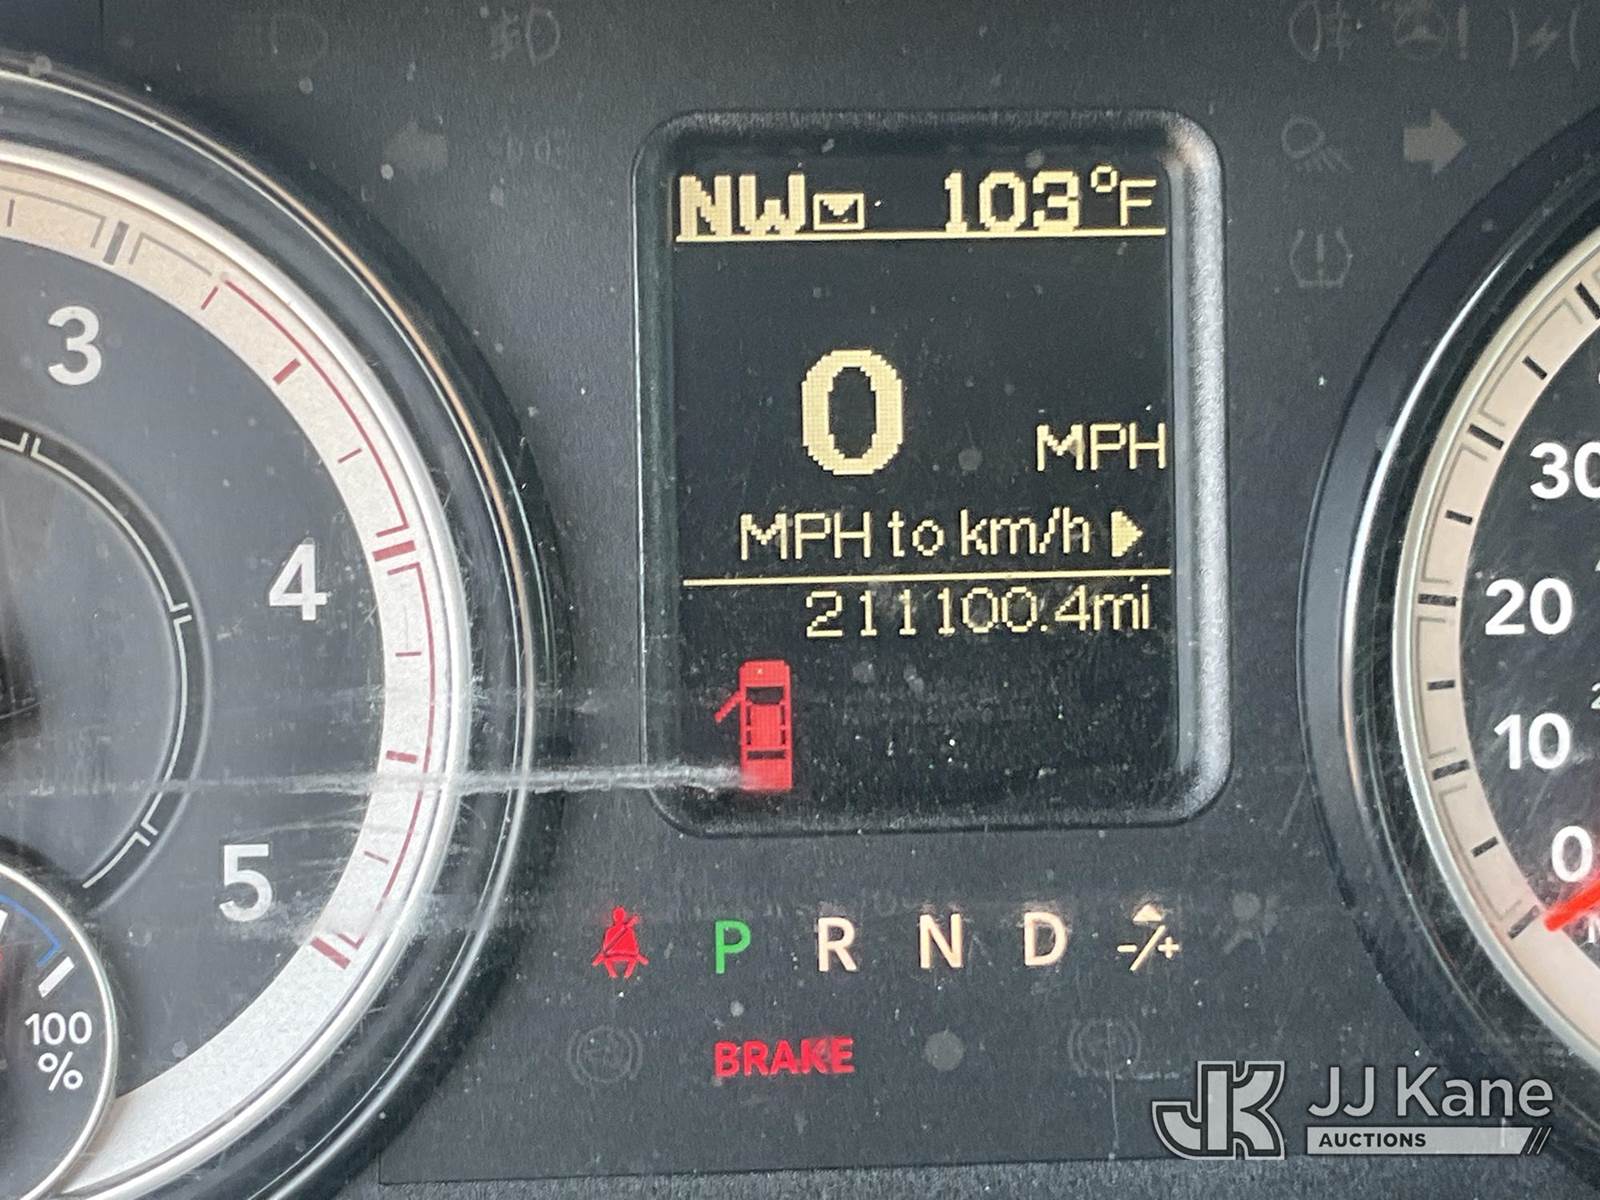 NW 103°F
0 MPH
MPH to km/h
211100.4mi
3
4
5
100
%
30
20
10
0
P R N D -/+
BRAKE
JK JJ Kane
AUCTIONS